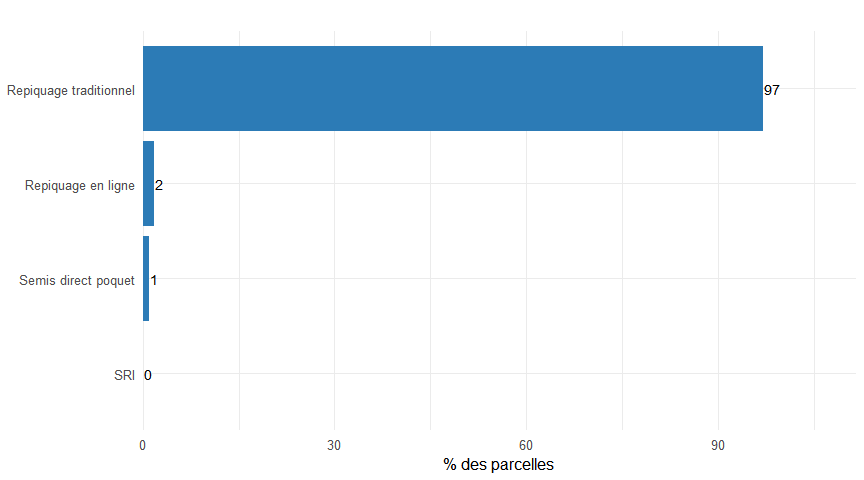 Repiquage traditionnel 97
Repiquage en ligne 2
Semis direct poquet 1
SRI 0
0 30 60 90
% des parcelles